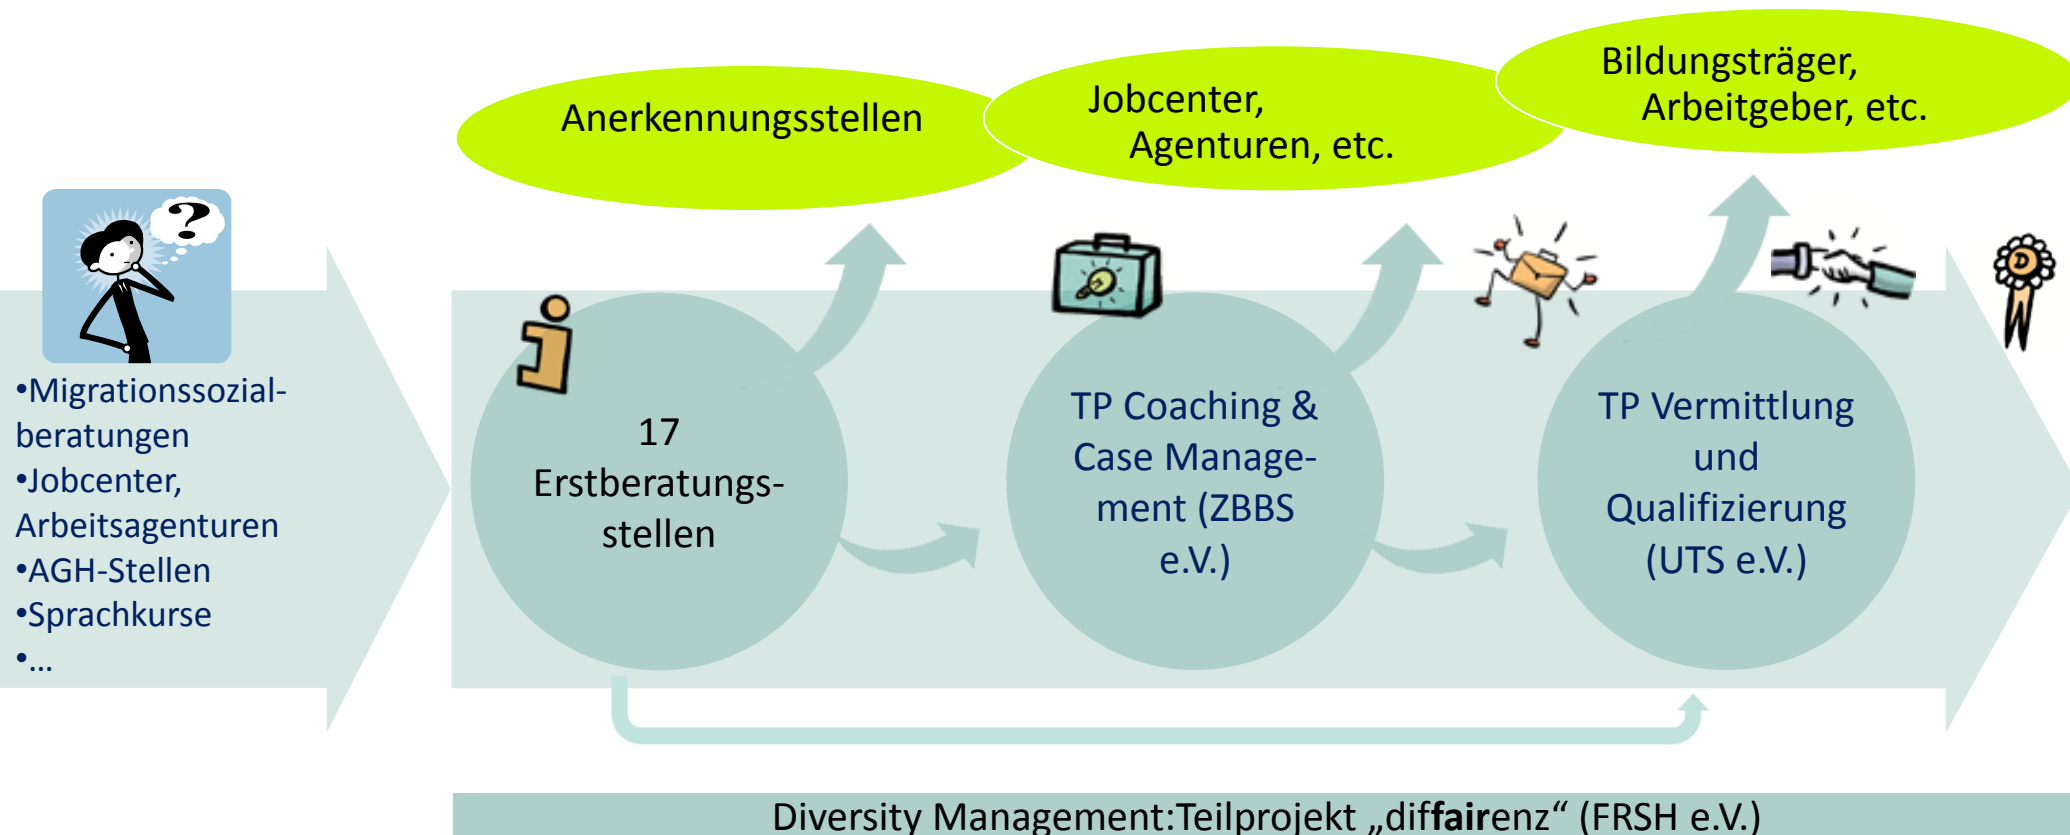 Anerkennungsstellen
Jobcenter,
Agenturen, etc.
Bildungsträger,
Arbeitgeber, etc.
?
•Migrationssozial-
beratungen
•Jobcenter,
Arbeitsagenturen
•AGH-Stellen
•Sprachkurse
•…
17
Erstberatungs-
stellen
TP Coaching &
Case Manage-
ment (ZBBS
e.V.)
TP Vermittlung
und
Qualifizierung
(UTS e.V.)
D
Diversity Management:Teilprojekt „diffairenz“ (FRSH e.V.)